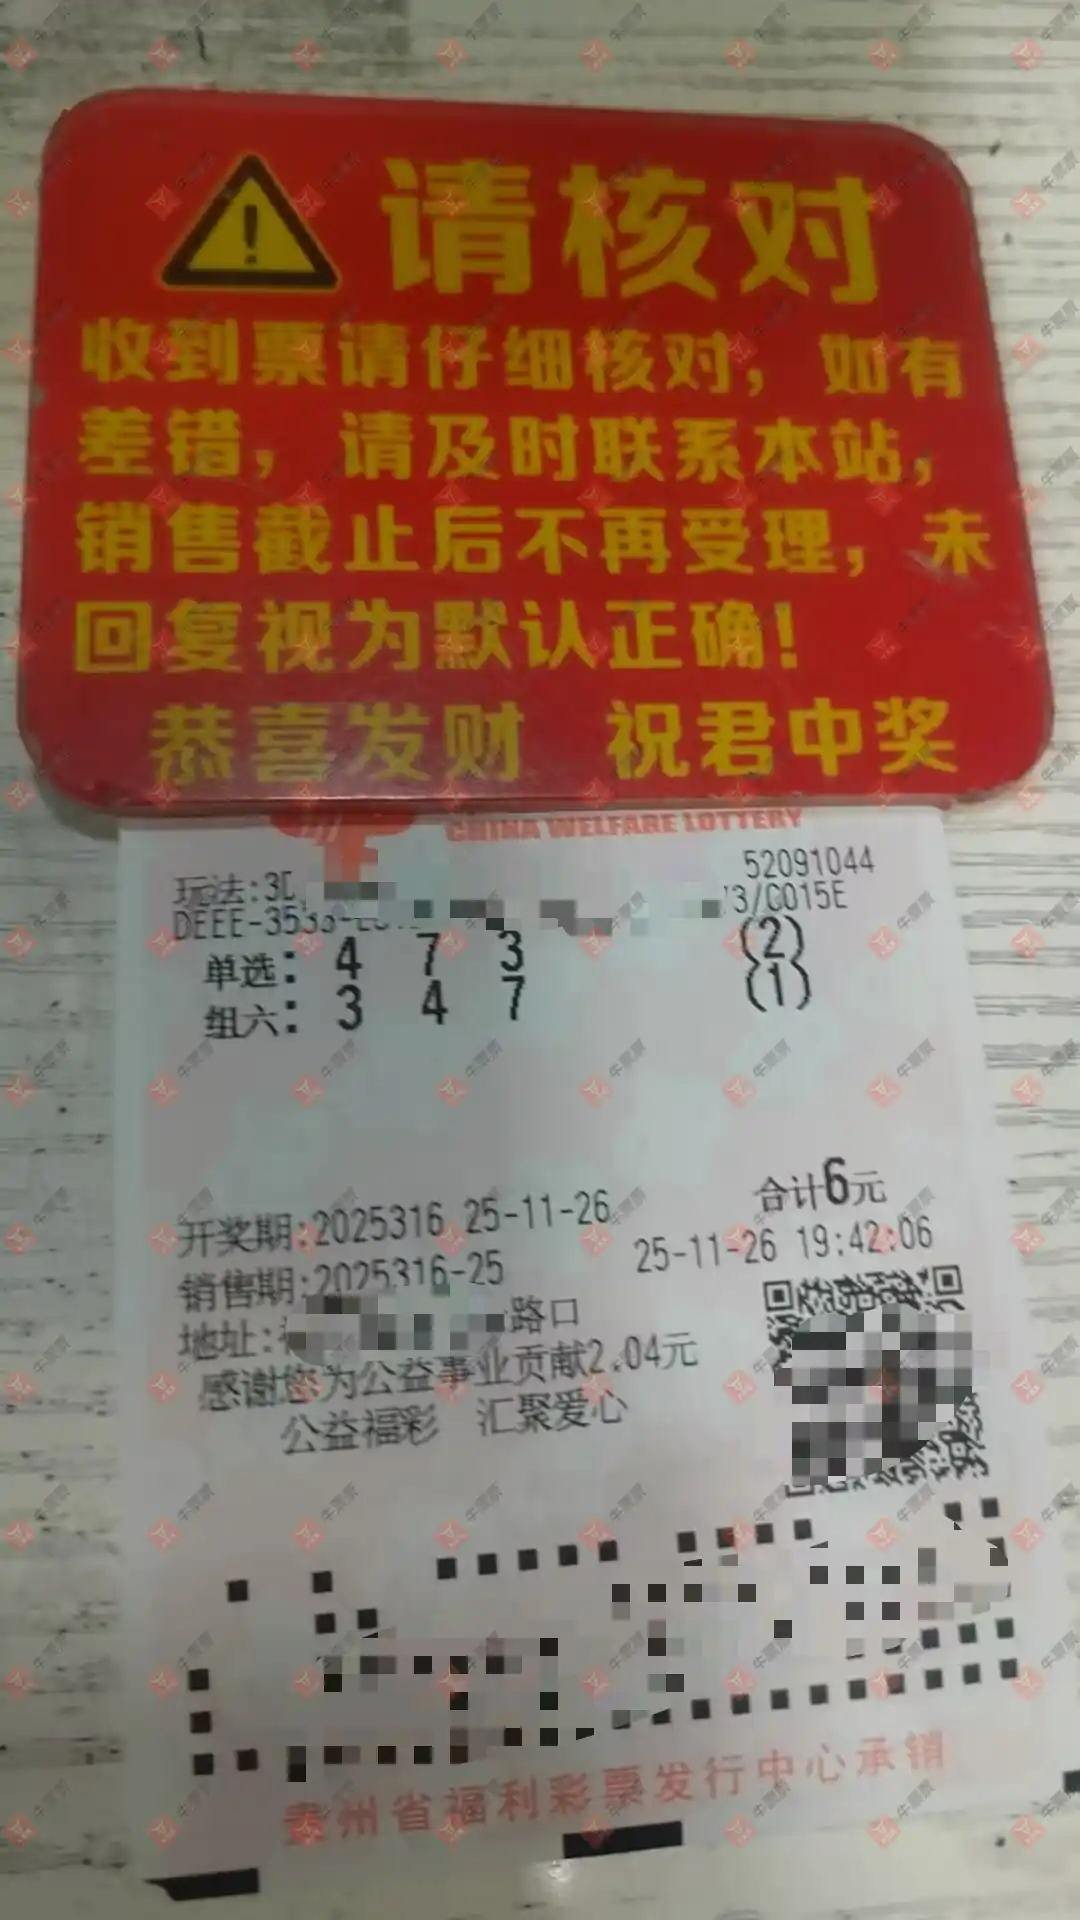 请核对
收到票请仔细核对，如有
差错，请及时联系本站，
销售截止后不再受理，未
回复视为默认正确！
恭喜发财 祝君中奖
CHINA WELFARE LOTTERY
52091044
玩法:3D
DEEE-3533- /C015E
单选: 4 7 3 (2)
组六: 3 4 7 (1)
合计6元
开奖期:2025316 25-11-26
销售期:2025316-25 25-11-26 19:42:06
地址: 路口
感谢您为公益事业贡献2.04元
公益福彩 汇聚爱心
贵州省福利彩票发行中心承销
牛票票